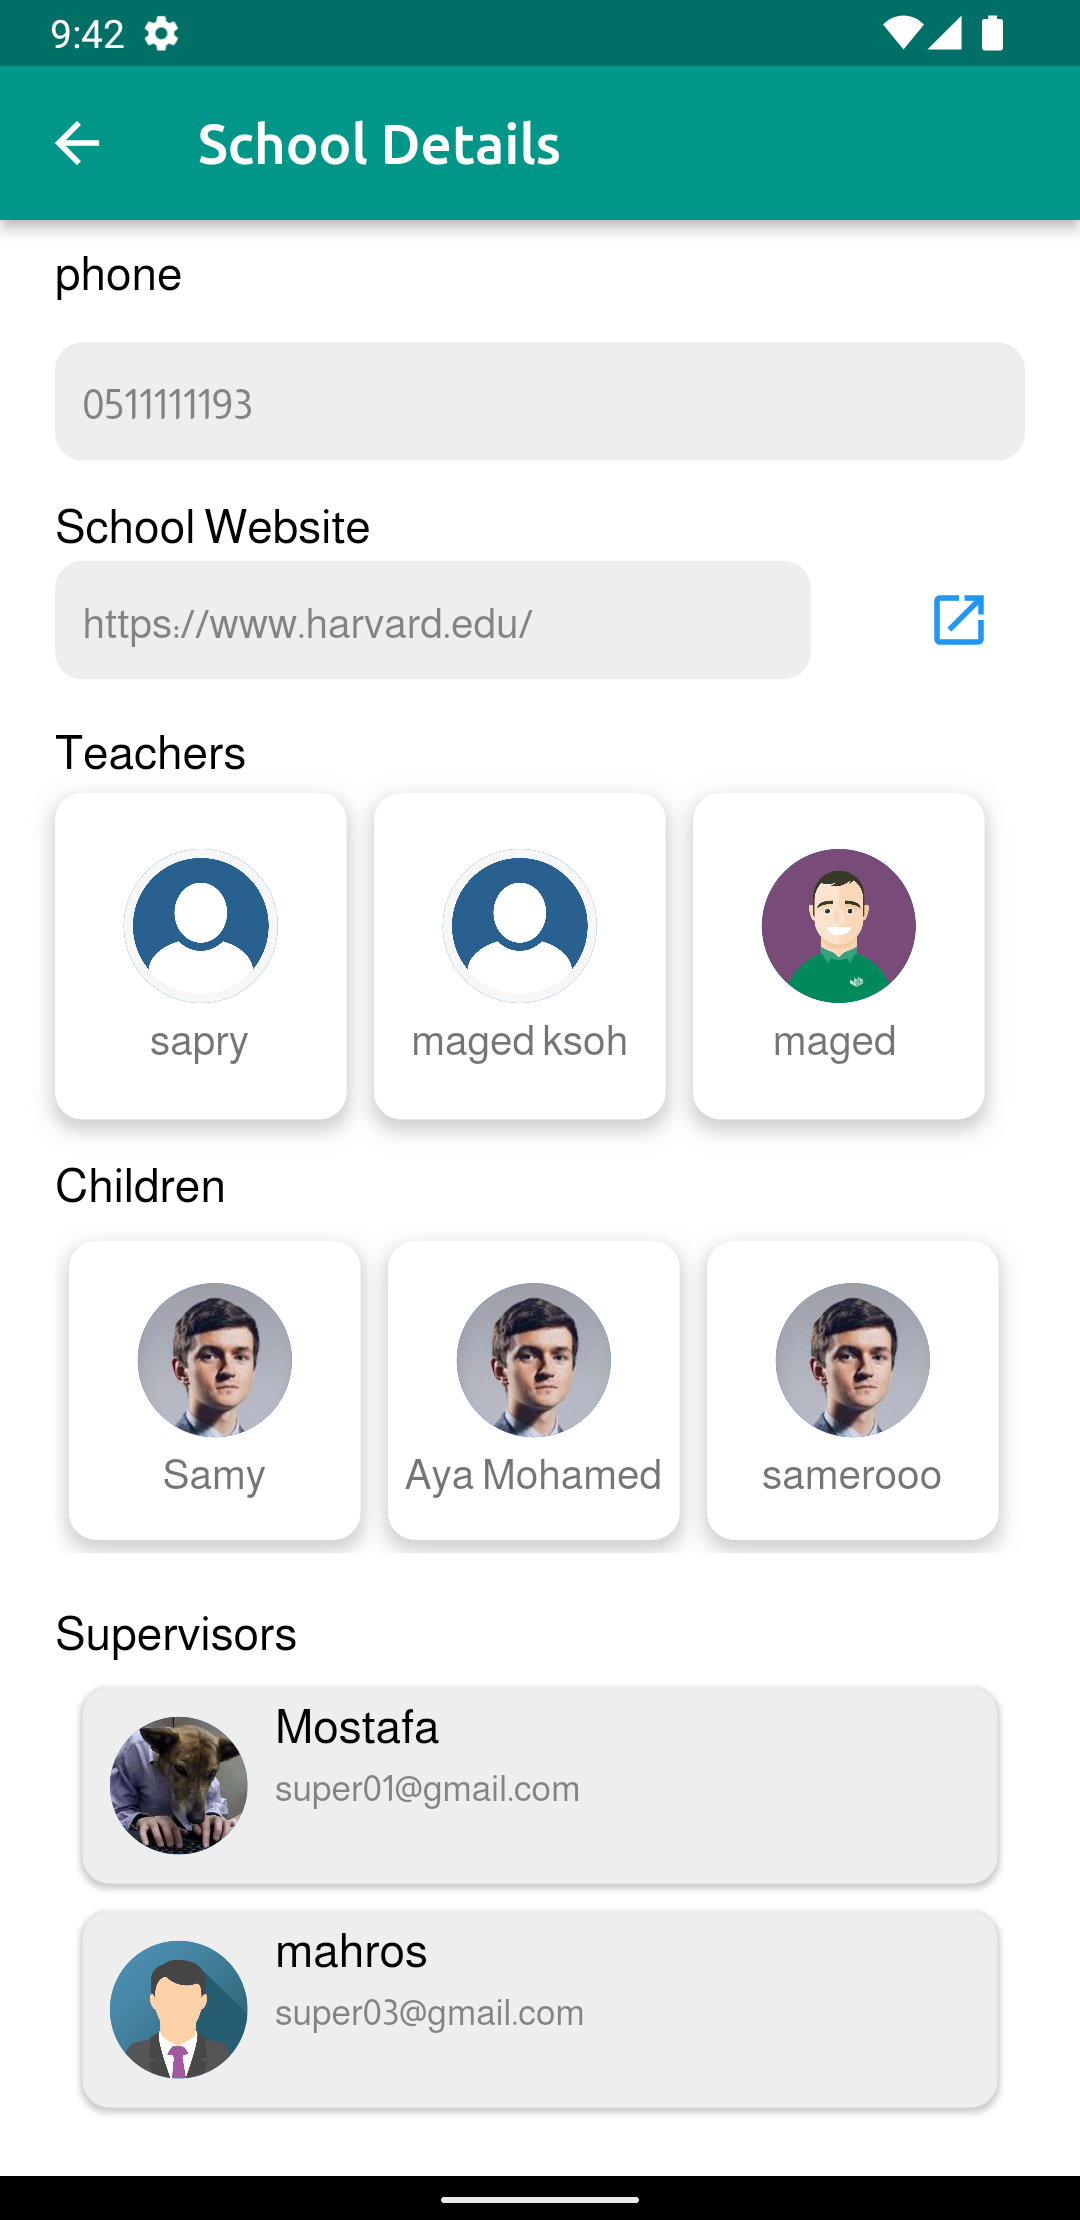 9:42
School Details
phone
0511111193
School Website
https://www.harvard.edu/
Teachers
sapry
maged ksoh
maged
Children
Samy
Aya Mohamed
samerooo
Supervisors
Mostafa
super01@gmail.com
mahros
super03@gmail.com